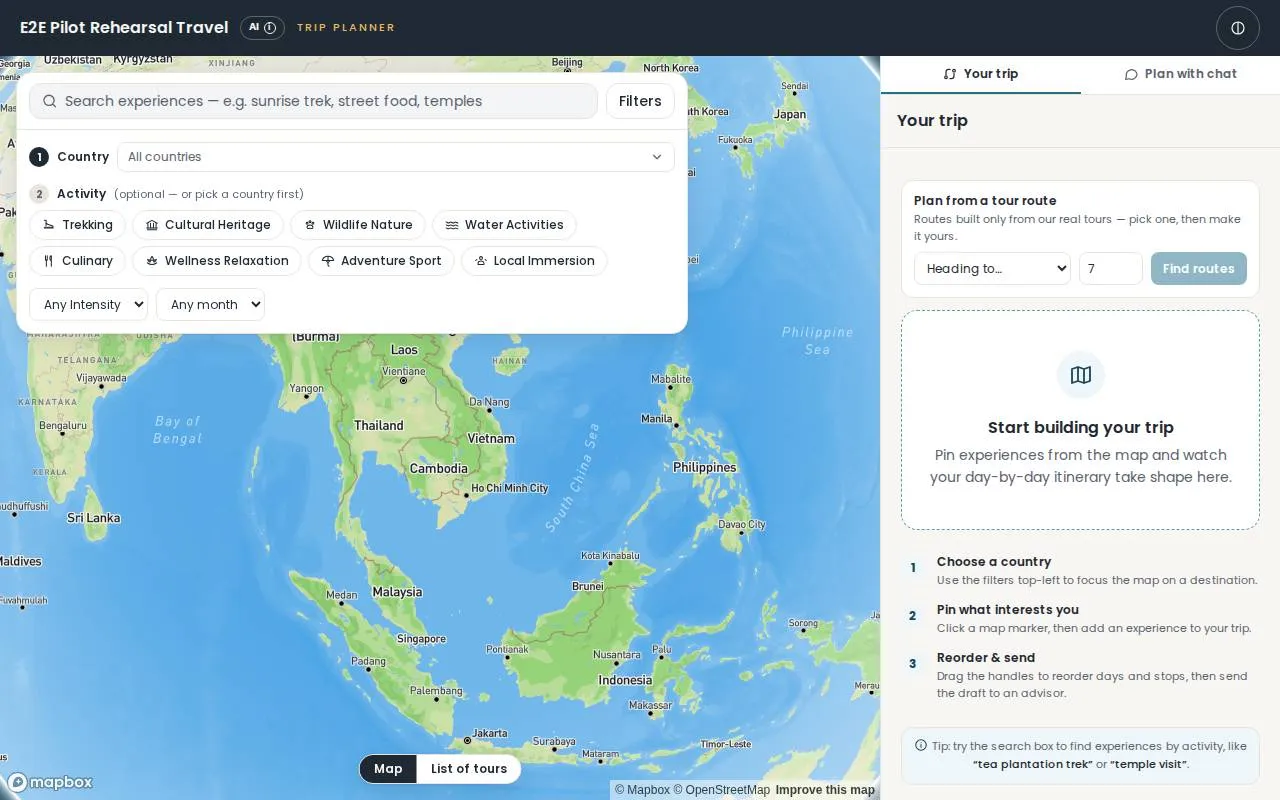 E2E Pilot Rehearsal Travel
AI
TRIP PLANNER
Search experiences — e.g. sunrise trek, street food, temples
Filters
1 Country
All countries
2 Activity (optional — or pick a country first)
Trekking
Cultural Heritage
Wildlife Nature
Water Activities
Culinary
Wellness Relaxation
Adventure Sport
Local Immersion
Any Intensity
Any month
Uzbekistan
Kyrgyzstan
XINJIANG
Beijing
North Korea
Sendai
Japan
Fukuoka
Philippine
Sea
(Burma)
Laos
HAINAN
TELANGANA
Vijayawada
Vientiane
Yangon
Mabalite
KARNATAKA
Da Nang
Bay of
Bengal
Bengaluru
Thailand
Manila
Vietnam
South China Sea
KERALA
Cambodia
Philippines
Ho Chi Minh City
Sri Lanka
Davao City
Maldives
Kota Kinabalu
Brunei
Medan
Malaysia
Fuvahmulah
Singapore
Sorong
Pontianak
Nusantara
Palu
Padang
Indonesia
Palembang
Makassar
Jakarta
Surabaya
Mataram
Timor-Leste
Map
List of tours
mapbox
© Mapbox © OpenStreetMap Improve this map
Your trip
Plan with chat
Your trip
Plan from a tour route
Routes built only from our real tours — pick one, then make
it yours.
Heading to…
7
Find routes
Start building your trip
Pin experiences from the map and watch
your day-by-day itinerary take shape here.
1 Choose a country
Use the filters top-left to focus the map on a destination.
2 Pin what interests you
Click a map marker, then add an experience to your trip.
3 Reorder & send
Drag the handles to reorder days and stops, then send
the draft to an advisor.
Tip: try the search box to find experiences by activity, like
“tea plantation trek” or “temple visit”.